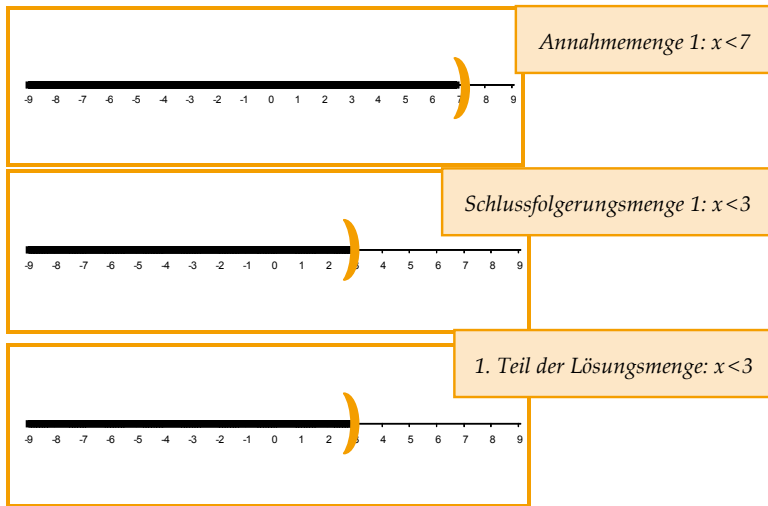 Annahmemenge 1: x<7
-9 -8 -7 -6 -5 -4 -3 -2 -1 0 1 2 3 4 5 6 7 8 9
Schlussfolgerungsmenge 1: x<3
-9 -8 -7 -6 -5 -4 -3 -2 -1 0 1 2 3 4 5 6 7 8 9
1. Teil der Lösungsmenge: x<3
-9 -8 -7 -6 -5 -4 -3 -2 -1 0 1 2 3 4 5 6 7 8 9